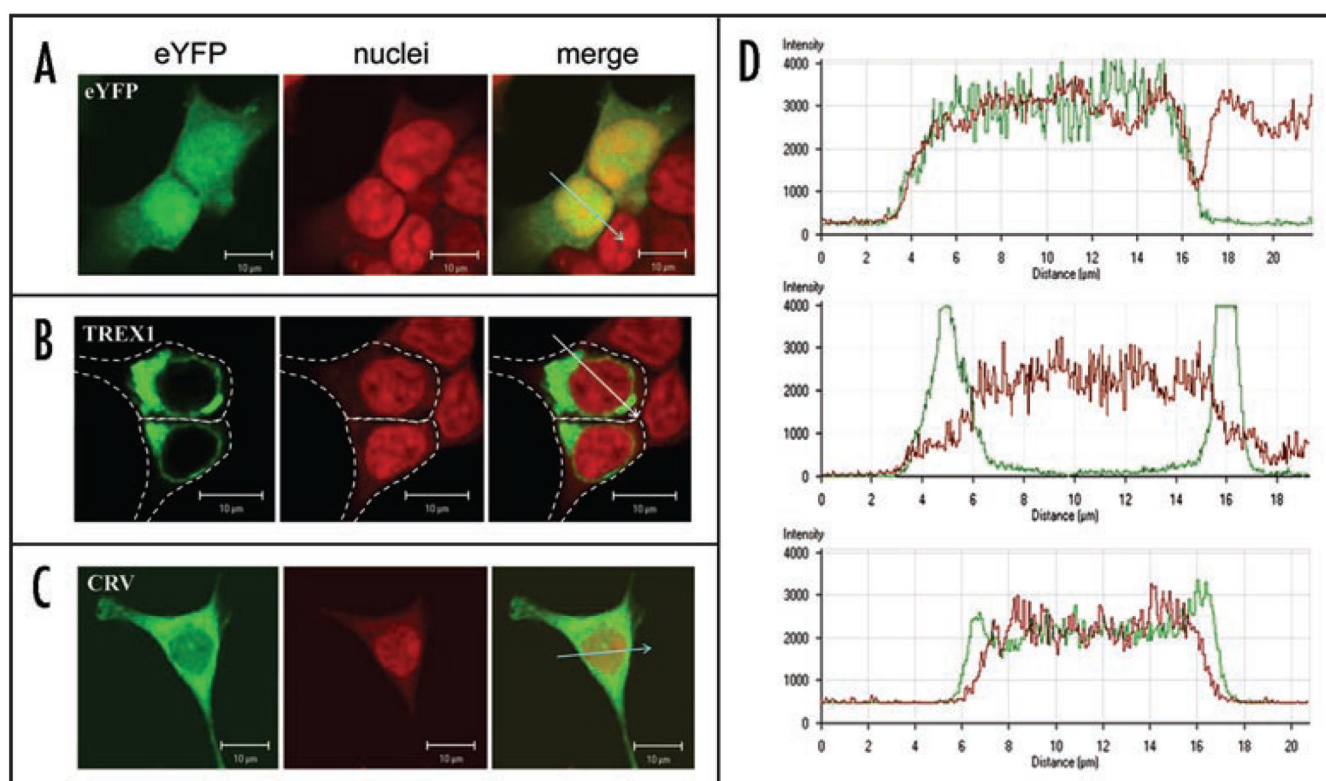 A
eYFP nuclei merge
eYFP
10 µm 10 µm 10 µm
B
TREX1
10 µm 10 µm 10 µm
C
CRV
10 µm 10 µm 10 µm
D
Intensity
4000
3000
2000
1000
0
0 2 4 6 8 10 12 14 16 18 20
Distance (µm)
Intensity
4000
3000
2000
1000
0
0 2 4 6 8 10 12 14 16 18
Distance (µm)
Intensity
4000
3000
2000
1000
0
0 2 4 6 8 10 12 14 16 18 20
Distance (µm)